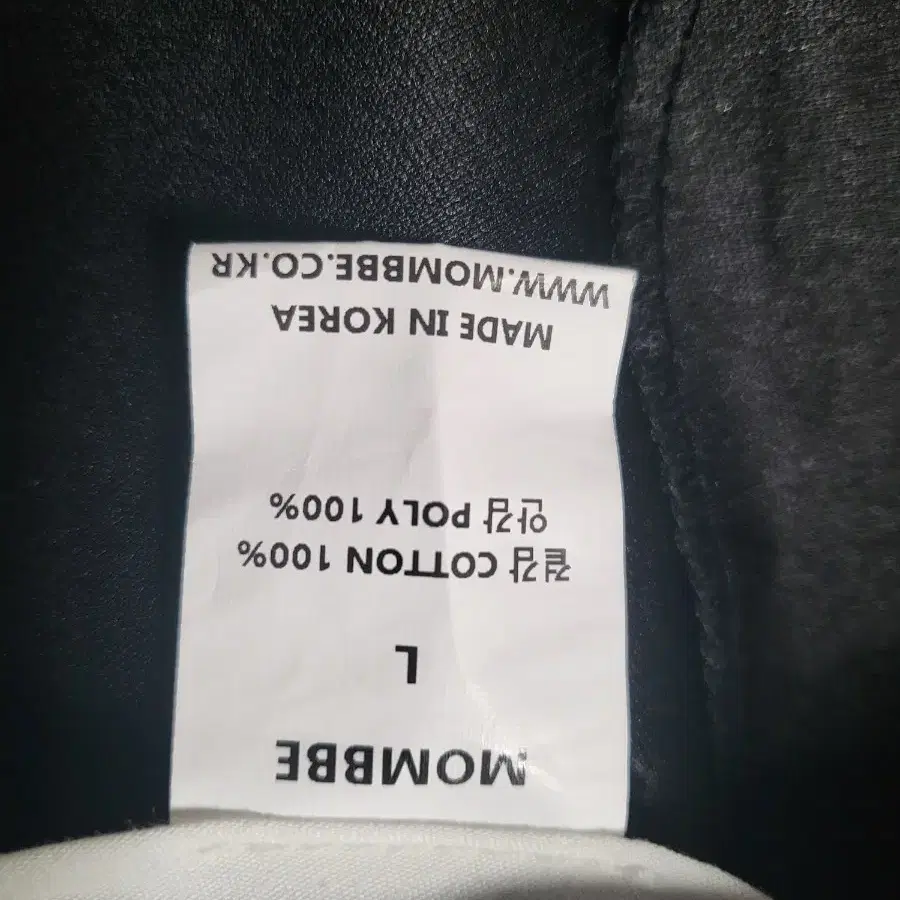 MOMBBE
L
겉감 COTTON 100%
안감 POLY 100%
MADE IN KOREA
WWW.MOMBBE.CO.KR